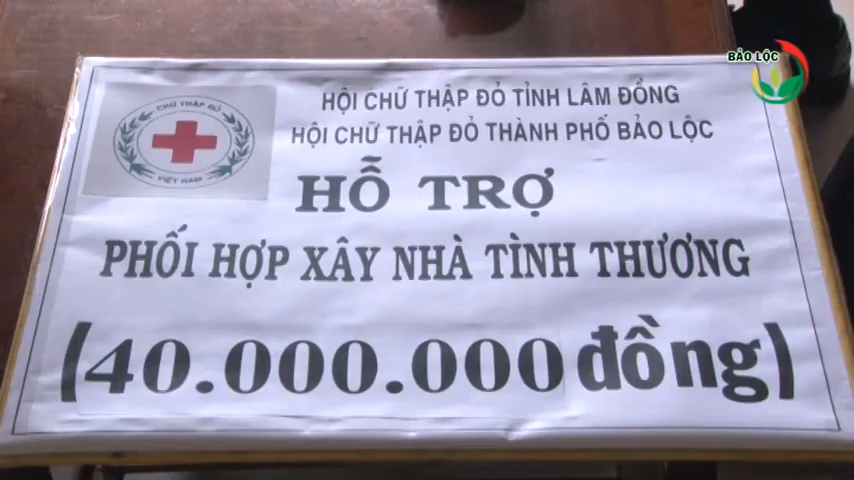 BẢO LỘC
HỘI CHỮ THẬP ĐỎ TỈNH LÂM ĐỒNG
HỘI CHỮ THẬP ĐỎ THÀNH PHỐ BẢO LỘC
CHỮ THẬP ĐỎ
VIỆT NAM
HỖ TRỢ
PHỐI HỢP XÂY NHÀ TÌNH THƯƠNG
(40.000.000 đồng)